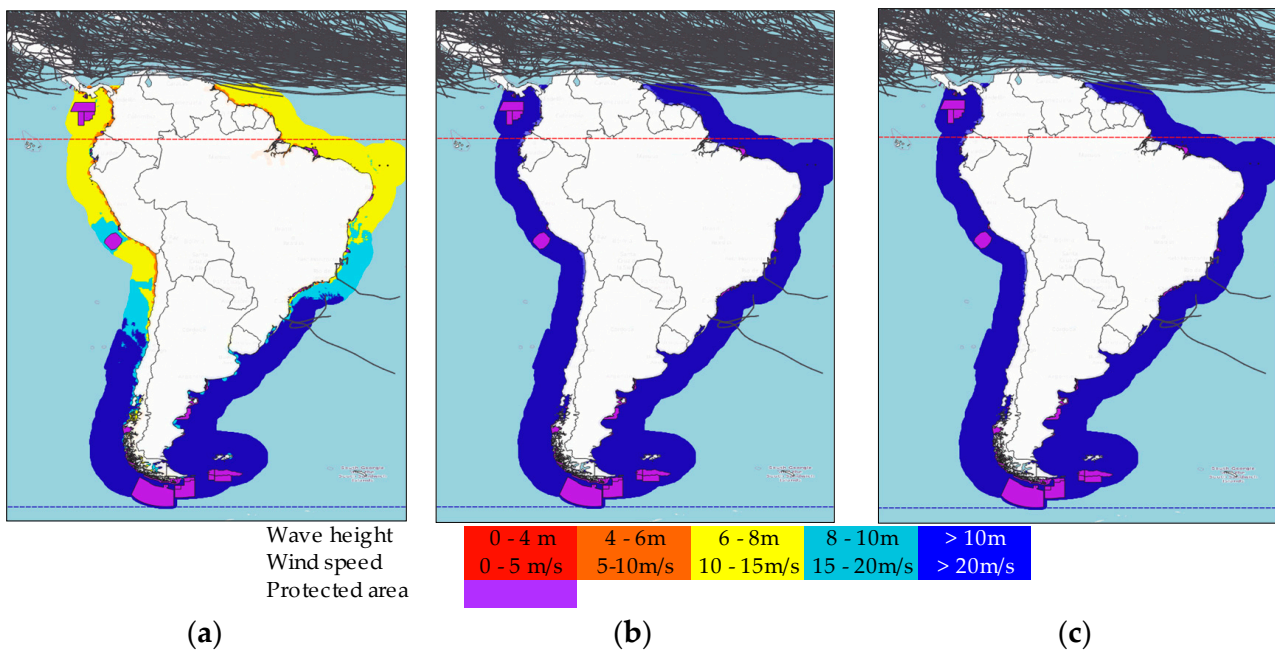 Wave height 0 - 4 m 4 - 6m 6 - 8m 8 - 10m > 10m
Wind speed 0 - 5 m/s 5-10m/s 10 - 15m/s 15 - 20m/s > 20m/s
Protected area
(a) (b) (c)